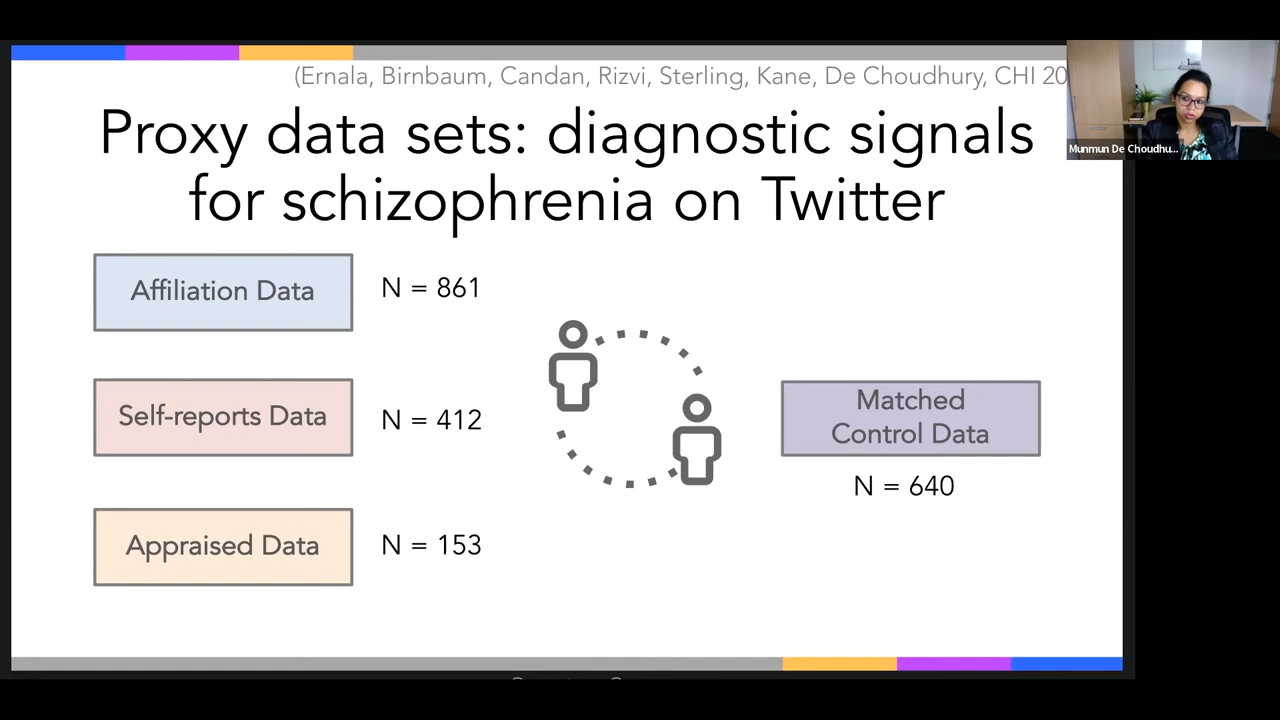 (Ernala, Birnbaum, Candan, Rizvi, Sterling, Kane, De Choudhury, CHI 20
Proxy data sets: diagnostic signals
for schizophrenia on Twitter
Munmun De Choudhu...
Affiliation Data
N = 861
Self-reports Data
N = 412
Matched
Control Data
N = 640
Appraised Data
N = 153